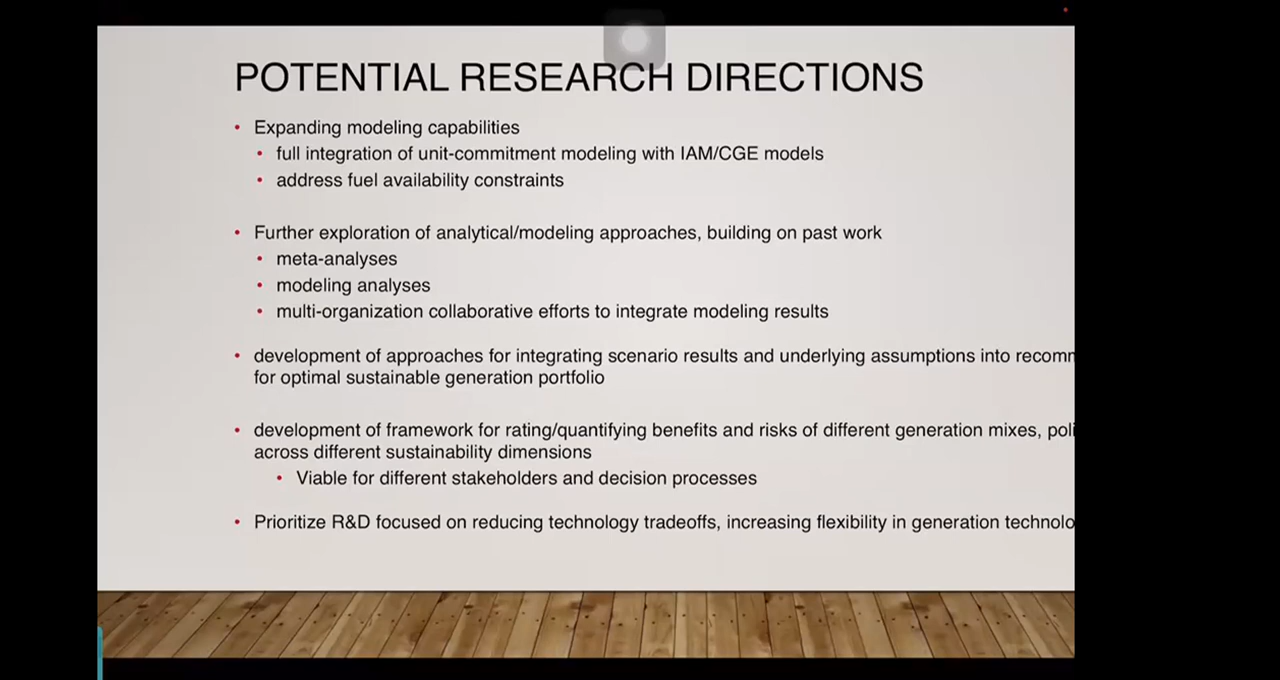 POTENTIAL RESEARCH DIRECTIONS
• Expanding modeling capabilities
• full integration of unit-commitment modeling with IAM/CGE models
• address fuel availability constraints
• Further exploration of analytical/modeling approaches, building on past work
• meta-analyses
• modeling analyses
• multi-organization collaborative efforts to integrate modeling results
• development of approaches for integrating scenario results and underlying assumptions into
for optimal sustainable generation portfolio
• development of framework for rating/quantifying benefits and risks of different generation mixes,
across different sustainability dimensions
• Viable for different stakeholders and decision processes
• Prioritize R&D focused on reducing technology tradeoffs, increasing flexibility in generation